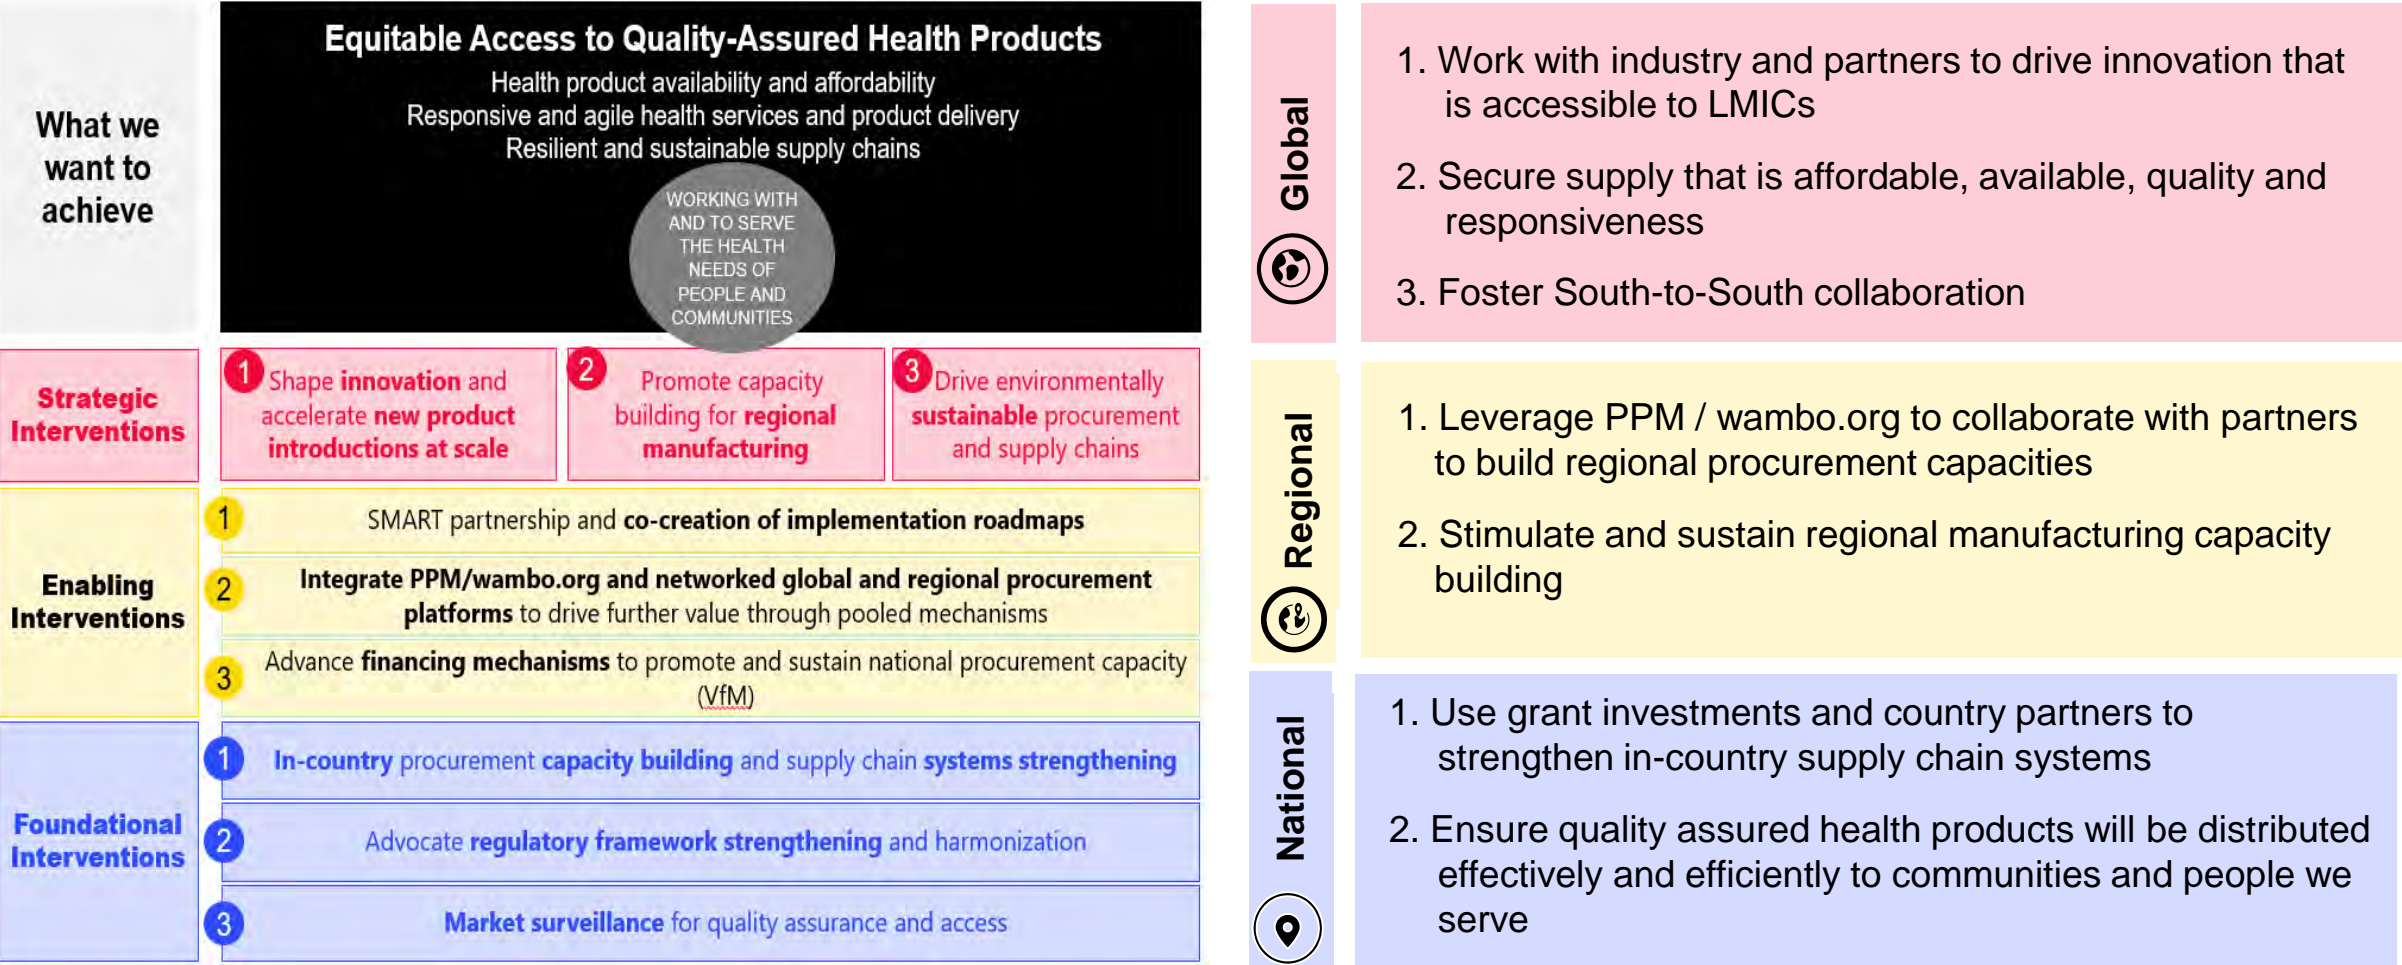 What we
want to
achieve
Equitable Access to Quality-Assured Health Products
Health product availability and affordability
Responsive and agile health services and product delivery
Resilient and sustainable supply chains
WORKING WITH
AND TO SERVE
THE HEALTH
NEEDS OF
PEOPLE AND
COMMUNITIES
Strategic
Interventions
1
Shape innovation and
accelerate new product
introductions at scale
2
Promote capacity
building for regional
manufacturing
3
Drive environmentally
sustainable procurement
and supply chains
Enabling
Interventions
1
SMART partnership and co-creation of implementation roadmaps
2
Integrate PPM/wambo.org and networked global and regional procurement
platforms to drive further value through pooled mechanisms
3
Advance financing mechanisms to promote and sustain national procurement capacity
(VfM)
Foundational
Interventions
1
In-country procurement capacity building and supply chain systems strengthening
2
Advocate regulatory framework strengthening and harmonization
3
Market surveillance for quality assurance and access
Global
1. Work with industry and partners to drive innovation that
is accessible to LMICs
2. Secure supply that is affordable, available, quality and
responsiveness
3. Foster South-to-South collaboration
Regional
1. Leverage PPM / wambo.org to collaborate with partners
to build regional procurement capacities
2. Stimulate and sustain regional manufacturing capacity
building
National
1. Use grant investments and country partners to
strengthen in-country supply chain systems
2. Ensure quality assured health products will be distributed
effectively and efficiently to communities and people we
serve